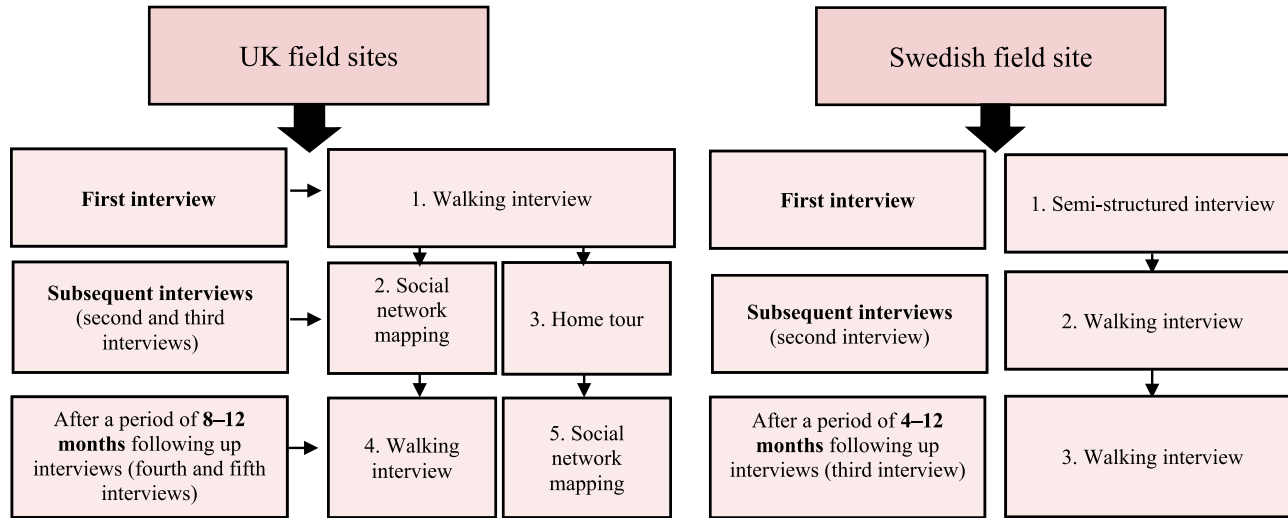 UK field sites
First interview
1. Walking interview
Subsequent interviews
(second and third
interviews)
2. Social
network
mapping
3. Home tour
After a period of 8–12
months following up
interviews (fourth and fifth
interviews)
4. Walking
interview
5. Social
network
mapping
Swedish field site
First interview
1. Semi-structured interview
Subsequent interviews
(second interview)
2. Walking interview
After a period of 4–12
months following up
interviews (third interview)
3. Walking interview